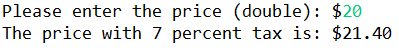 Please enter the price (double): $20
The price with 7 percent tax is: $21.40